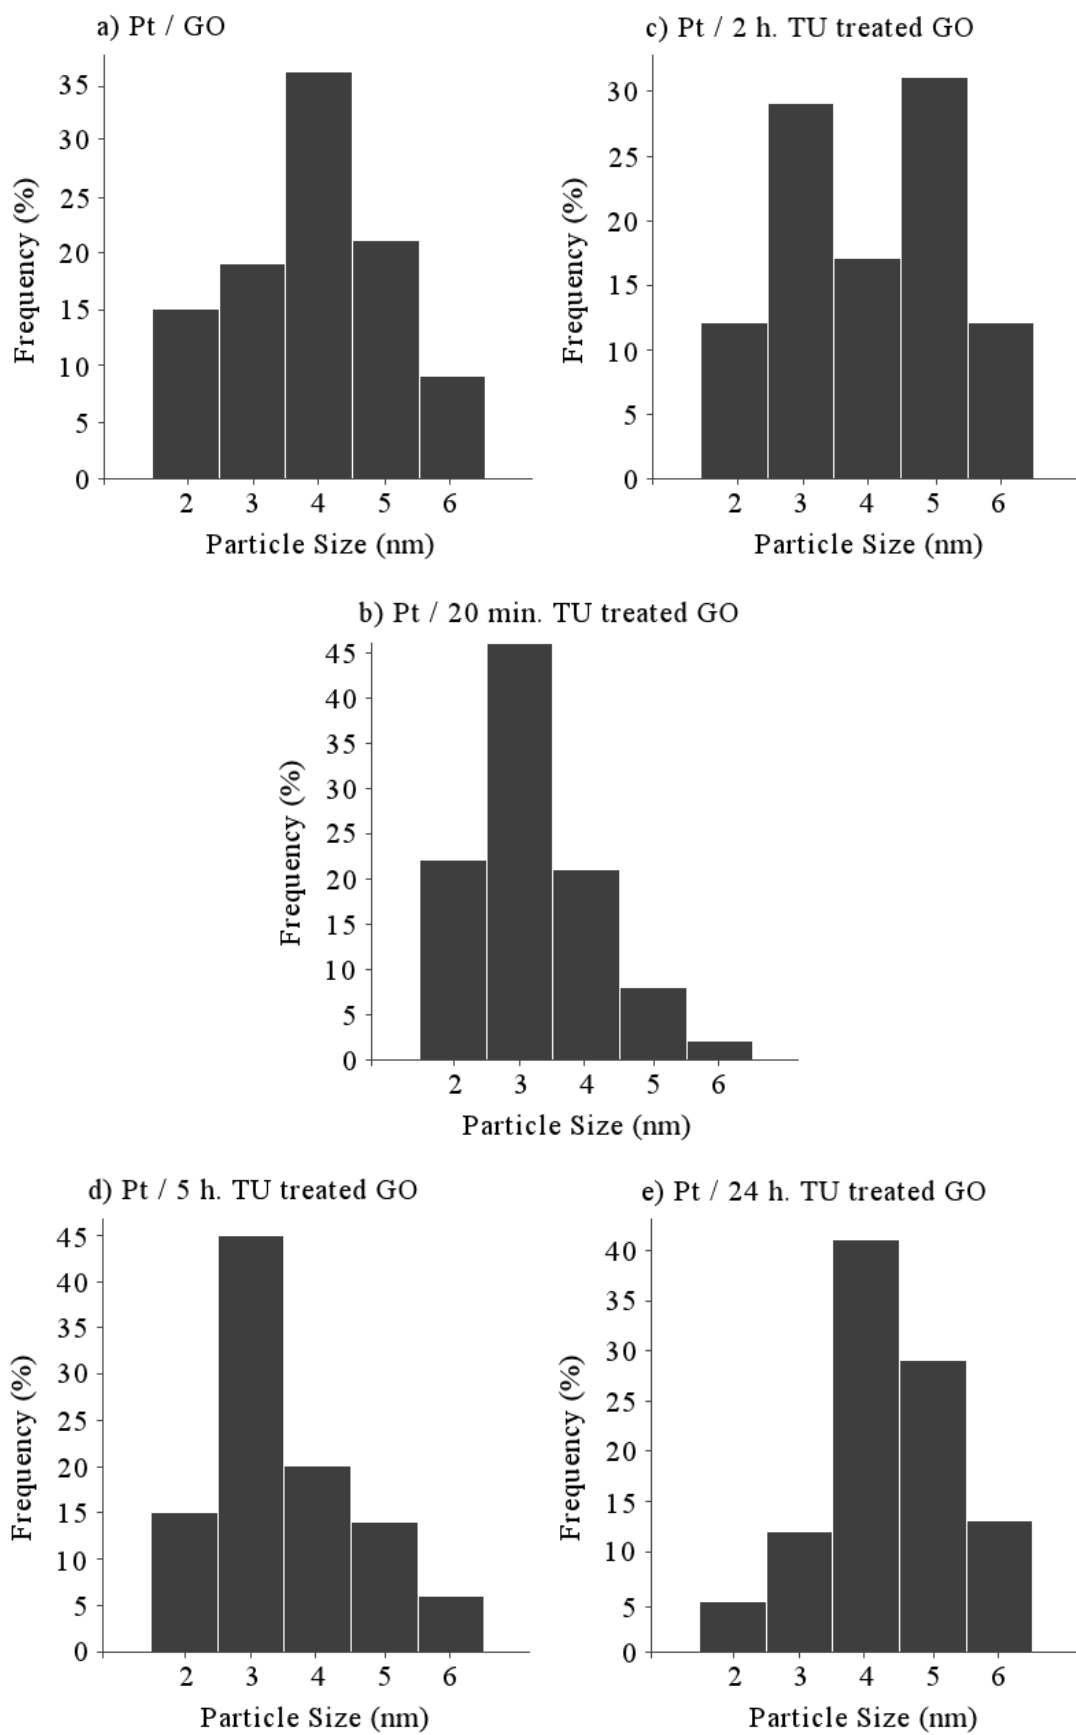 a) Pt / GO
35
30
25
20
15
10
5
0
Frequency (%)
2 3 4 5 6
Particle Size (nm)
c) Pt / 2 h. TU treated GO
30
25
20
15
10
5
0
Frequency (%)
2 3 4 5 6
Particle Size (nm)
b) Pt / 20 min. TU treated GO
45
40
35
30
25
20
15
10
5
0
Frequency (%)
2 3 4 5 6
Particle Size (nm)
d) Pt / 5 h. TU treated GO
45
40
35
30
25
20
15
10
5
0
Frequency (%)
2 3 4 5 6
Particle Size (nm)
e) Pt / 24 h. TU treated GO
40
35
30
25
20
15
10
5
0
Frequency (%)
2 3 4 5 6
Particle Size (nm)